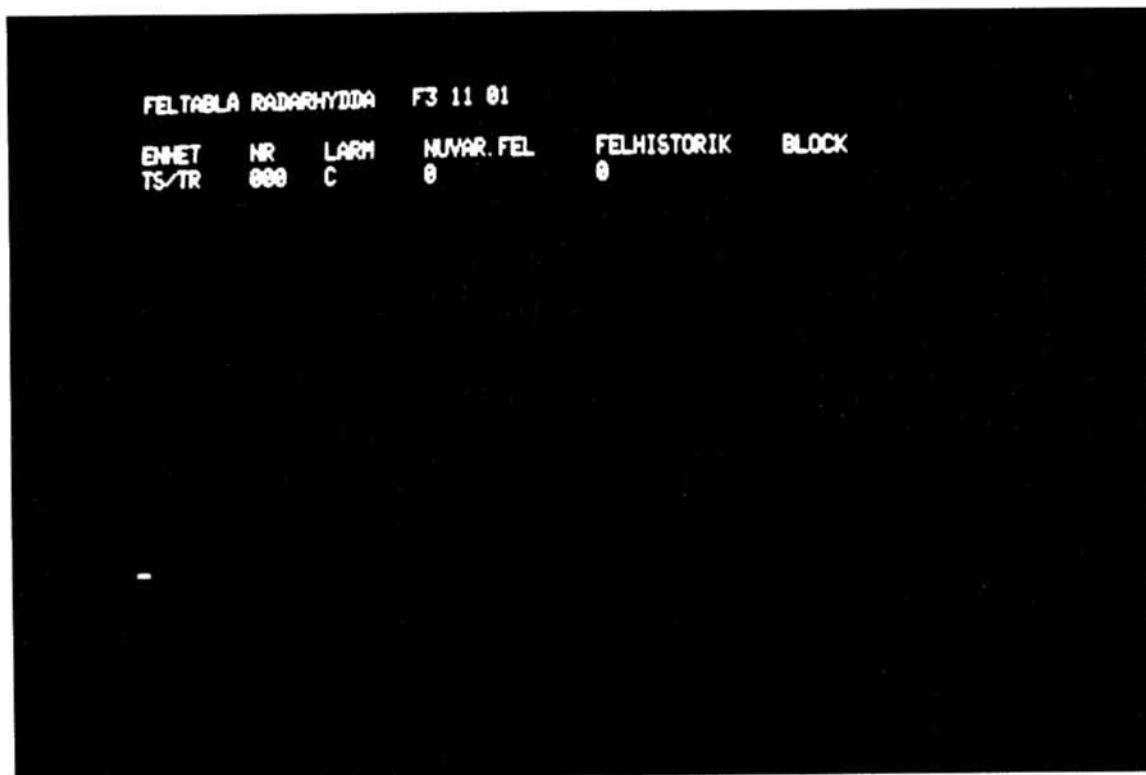 FELTABLA RADARHYDDA F3 11 01
ENHET NR LARM NUVAR.FEL FELHISTORIK BLOCK
TS/TR 000 C 0 0